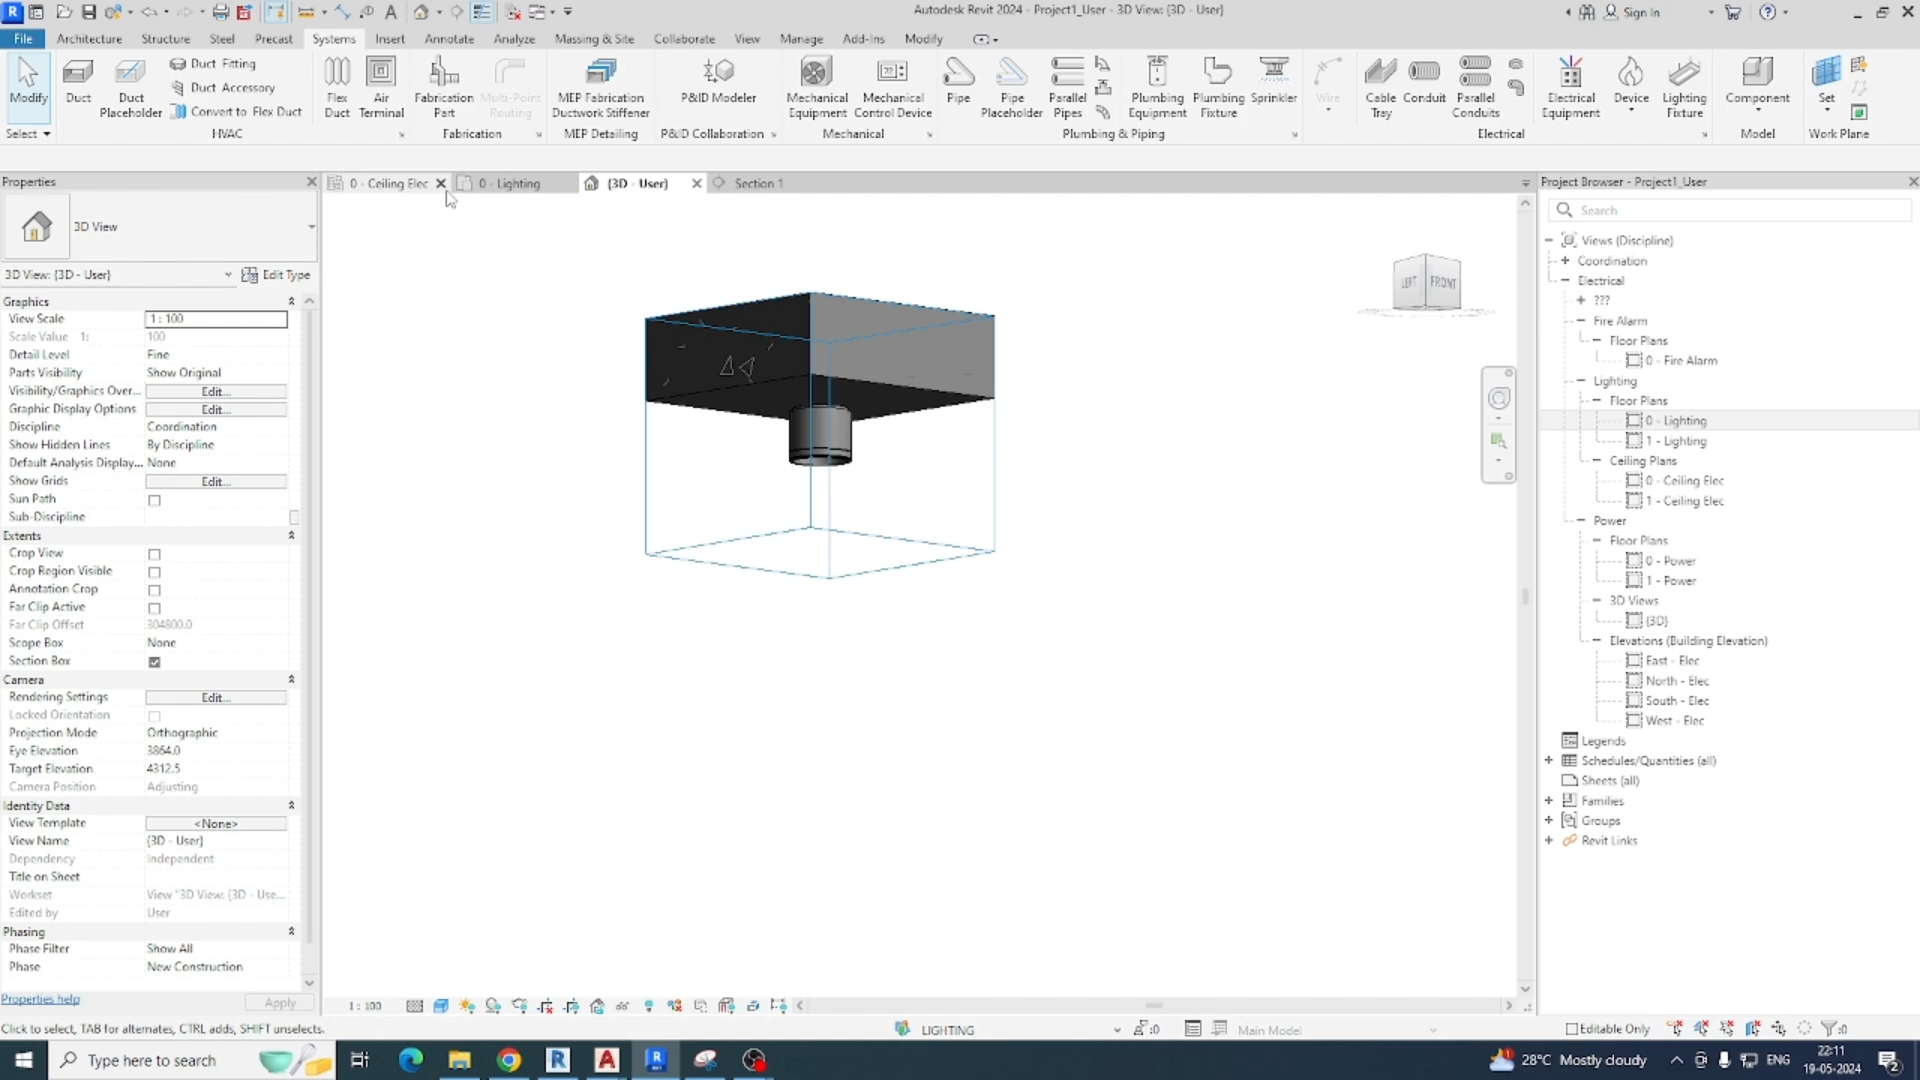 Autodesk Revit 2024 - Project1_User - 3D View: {3D - User}
Sign In
File Architecture Structure Steel Precast Systems Insert Annotate Analyze Massing & Site Collaborate View Manage Add-Ins Modify
Modify
Select
Duct
Duct Placeholder
Duct Fitting
Duct Accessory
Convert to Flex Duct
HVAC
Flex Duct
Air Terminal
Fabrication Part
Multi-Point Routing
Fabrication
MEP Fabrication Ductwork Stiffener
MEP Detailing
P&ID Modeler
P&ID Collaboration
Mechanical Equipment
Mechanical Control Device
Mechanical
Pipe
Pipe Placeholder
Parallel Pipes
Plumbing Equipment
Plumbing Fixture
Sprinkler
Plumbing & Piping
Wire
Cable Tray
Conduit
Parallel Conduits
Electrical Equipment
Device
Lighting Fixture
Electrical
Component
Model
Set
Work Plane
Properties
3D View
3D View: {3D - User}
Edit Type
Graphics
View Scale 1 : 100
Scale Value 1: 100
Detail Level Fine
Parts Visibility Show Original
Visibility/Graphics Over... Edit...
Graphic Display Options Edit...
Discipline Coordination
Show Hidden Lines By Discipline
Default Analysis Display... None
Show Grids Edit...
Sun Path
Sub-Discipline
Extents
Crop View
Crop Region Visible
Annotation Crop
Far Clip Active
Far Clip Offset 304800.0
Scope Box None
Section Box
Camera
Rendering Settings Edit...
Locked Orientation
Projection Mode Orthographic
Eye Elevation 3864.0
Target Elevation 4312.5
Camera Position Adjusting
Identity Data
View Template <None>
View Name {3D - User}
Dependency Independent
Title on Sheet
Workset View "3D View: {3D - Use...
Edited by User
Phasing
Phase Filter Show All
Phase New Construction
Properties help
Apply
0 - Ceiling Elec
0 - Lighting
{3D - User}
Section 1
LEFT FRONT
Project Browser - Project1_User
Search
Views (Discipline)
Coordination
Electrical
???
Fire Alarm
Floor Plans
0 - Fire Alarm
Lighting
Floor Plans
0 - Lighting
1 - Lighting
Ceiling Plans
0 - Ceiling Elec
1 - Ceiling Elec
Power
Floor Plans
0 - Power
1 - Power
3D Views
{3D}
Elevations (Building Elevation)
East - Elec
North - Elec
South - Elec
West - Elec
Legends
Schedules/Quantities (all)
Sheets (all)
Families
Groups
Revit Links
1 : 100
Click to select, TAB for alternates, CTRL adds, SHIFT unselects.
LIGHTING
:0
Main Model
Editable Only
:0
Type here to search
28°C Mostly cloudy
ENG
22:11
19-05-2024
2